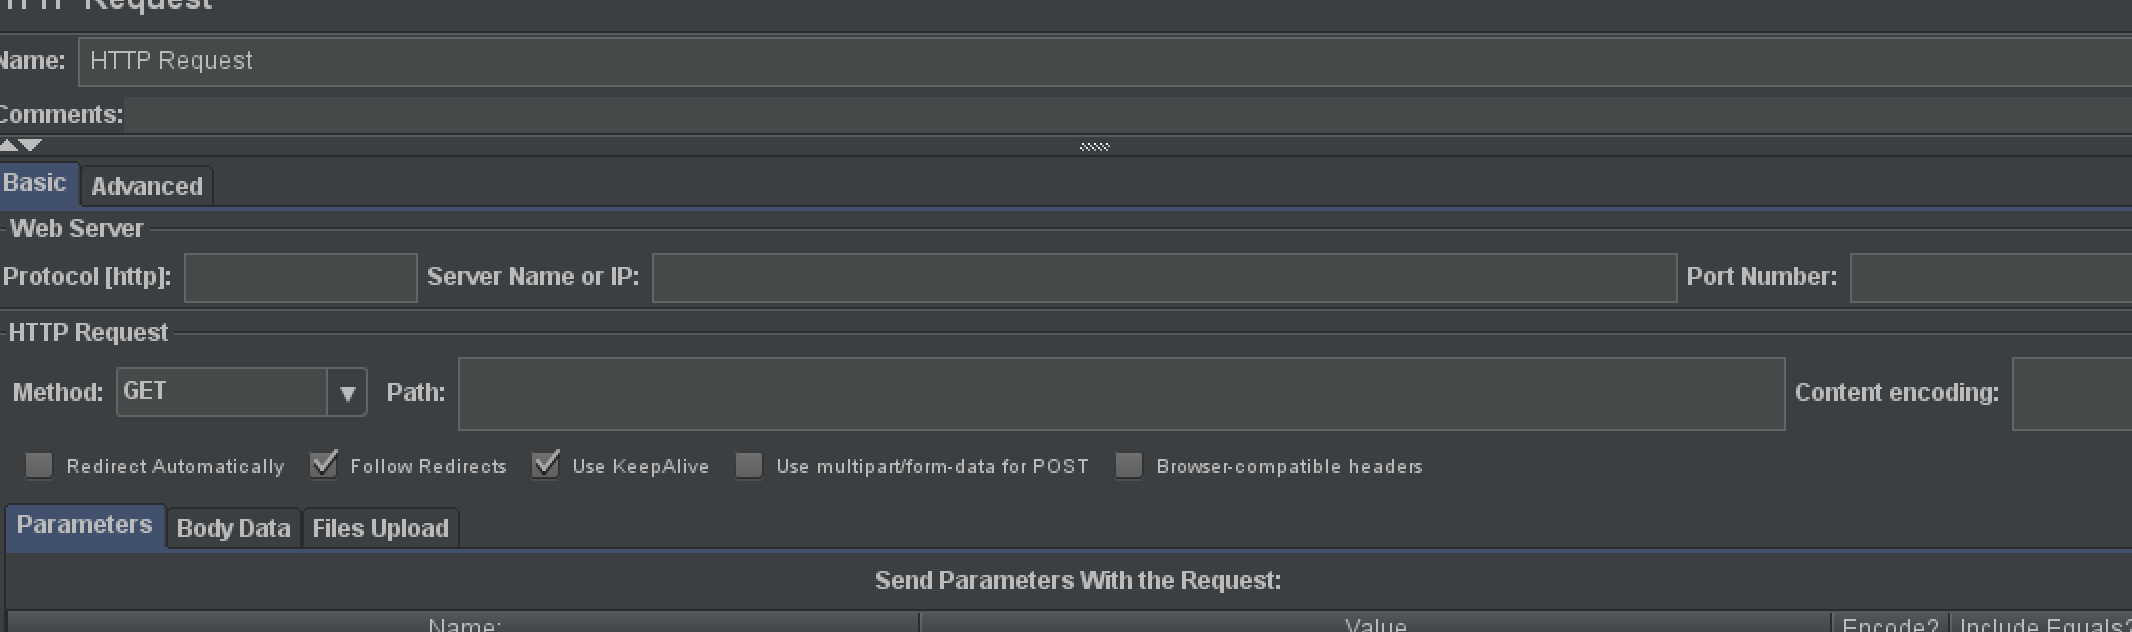 HTTP Request
Name: HTTP Request
Comments:
Basic Advanced
Web Server
Protocol [http]: Server Name or IP: Port Number:
HTTP Request
Method: GET Path: Content encoding:
Redirect Automatically Follow Redirects Use KeepAlive Use multipart/form-data for POST Browser-compatible headers
Parameters Body Data Files Upload
Send Parameters With the Request:
Name: Value Encode? Include Equals?